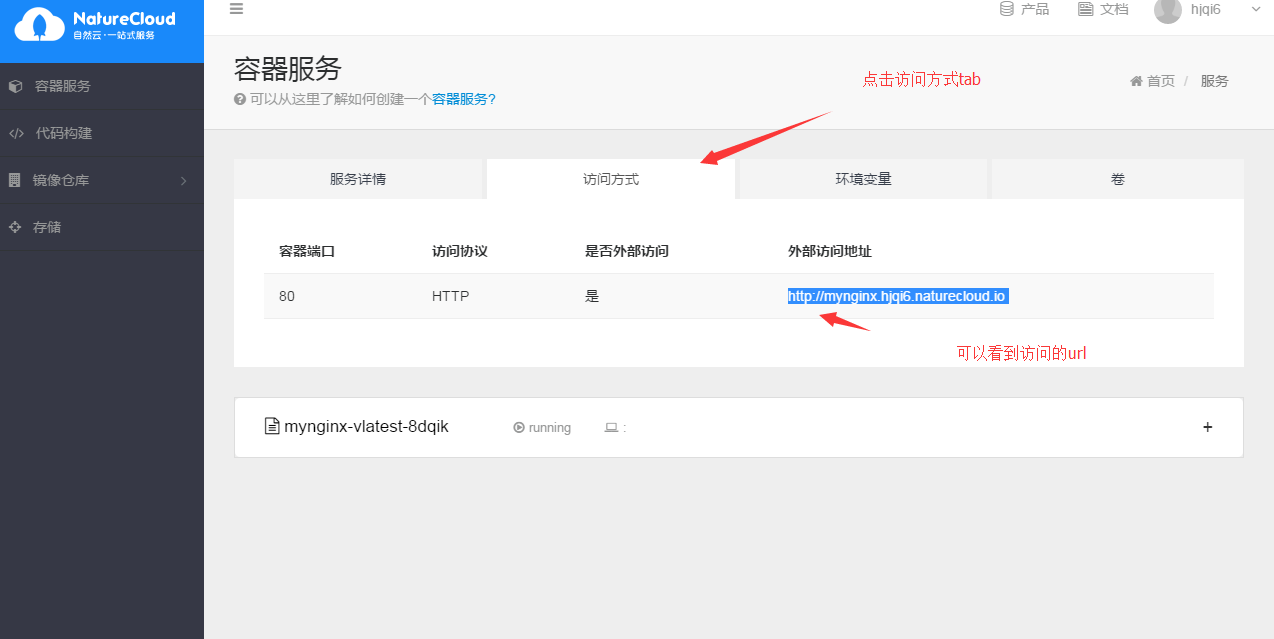 NatureCloud
自然云·一站式服务
产品 文档 hjqi6
容器服务
代码构建
镜像仓库
存储
容器服务
可以从这里了解如何创建一个容器服务?
点击访问方式tab
首页 / 服务
服务详情 访问方式 环境变量 卷
容器端口 访问协议 是否外部访问 外部访问地址
80 HTTP 是 http://mynginx.hjqi6.naturecloud.io
可以看到访问的url
mynginx-vlatest-8dqik running : +